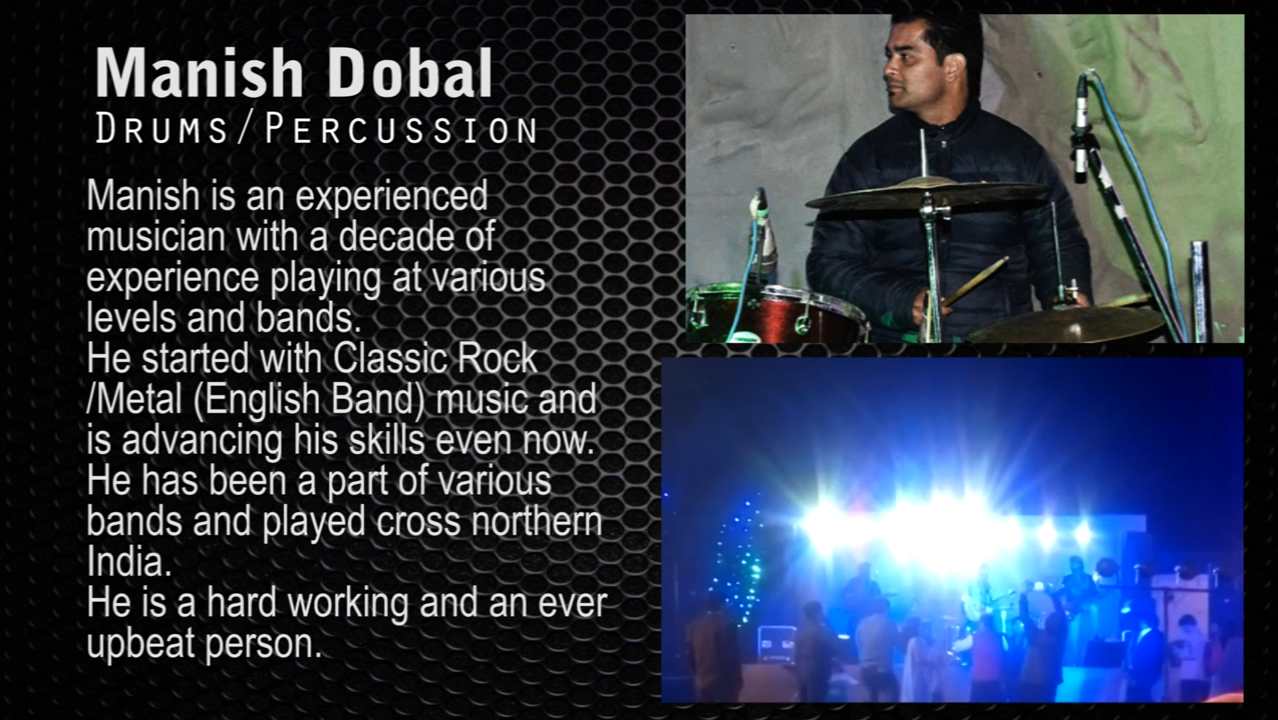 Manish Dobal
Drums/Percussion
Manish is an experienced
musician with a decade of
experience playing at various
levels and bands.
He started with Classic Rock
/Metal (English Band) music and
is advancing his skills even now.
He has been a part of various
bands and played cross northern
India.
He is a hard working and an ever
upbeat person.